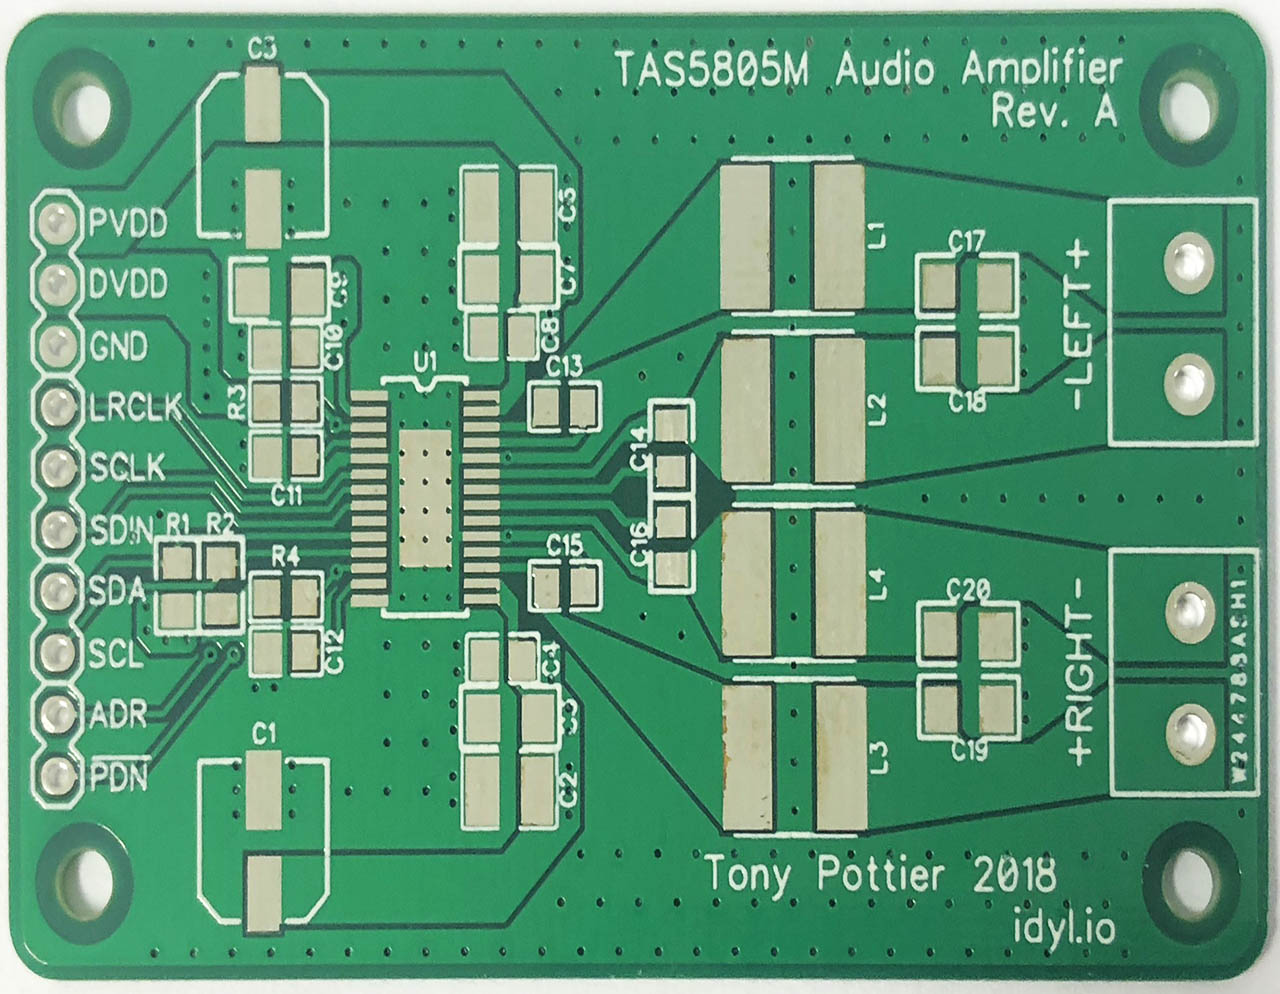 C3
TAS5805M Audio Amplifier
Rev. A
PVDD
DVDD
GND
LRCLK
SCLK
SDIN
SDA
SCL
ADR
PDN
C5
C7
C8
C9
C10
R3
C11
U1
C13
C14
C16
C15
R1 R2
R4
C12
C4
C3
C2
C1
L1
L2
L4
L3
C17
C18
C20
C19
-LEFT+
+RIGHT-
Tony Pottier 2018
idyl.io